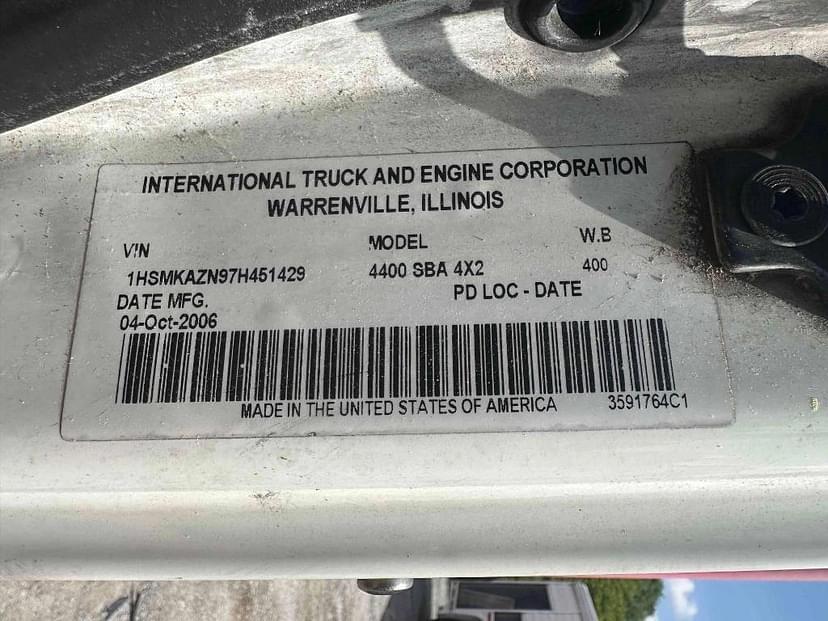 INTERNATIONAL TRUCK AND ENGINE CORPORATION
WARRENVILLE, ILLINOIS
VIN MODEL W.B
1HSMKAZN97H451429 4400 SBA 4X2 400
DATE MFG. PD LOC - DATE
04-Oct-2006
MADE IN THE UNITED STATES OF AMERICA 3591764C1